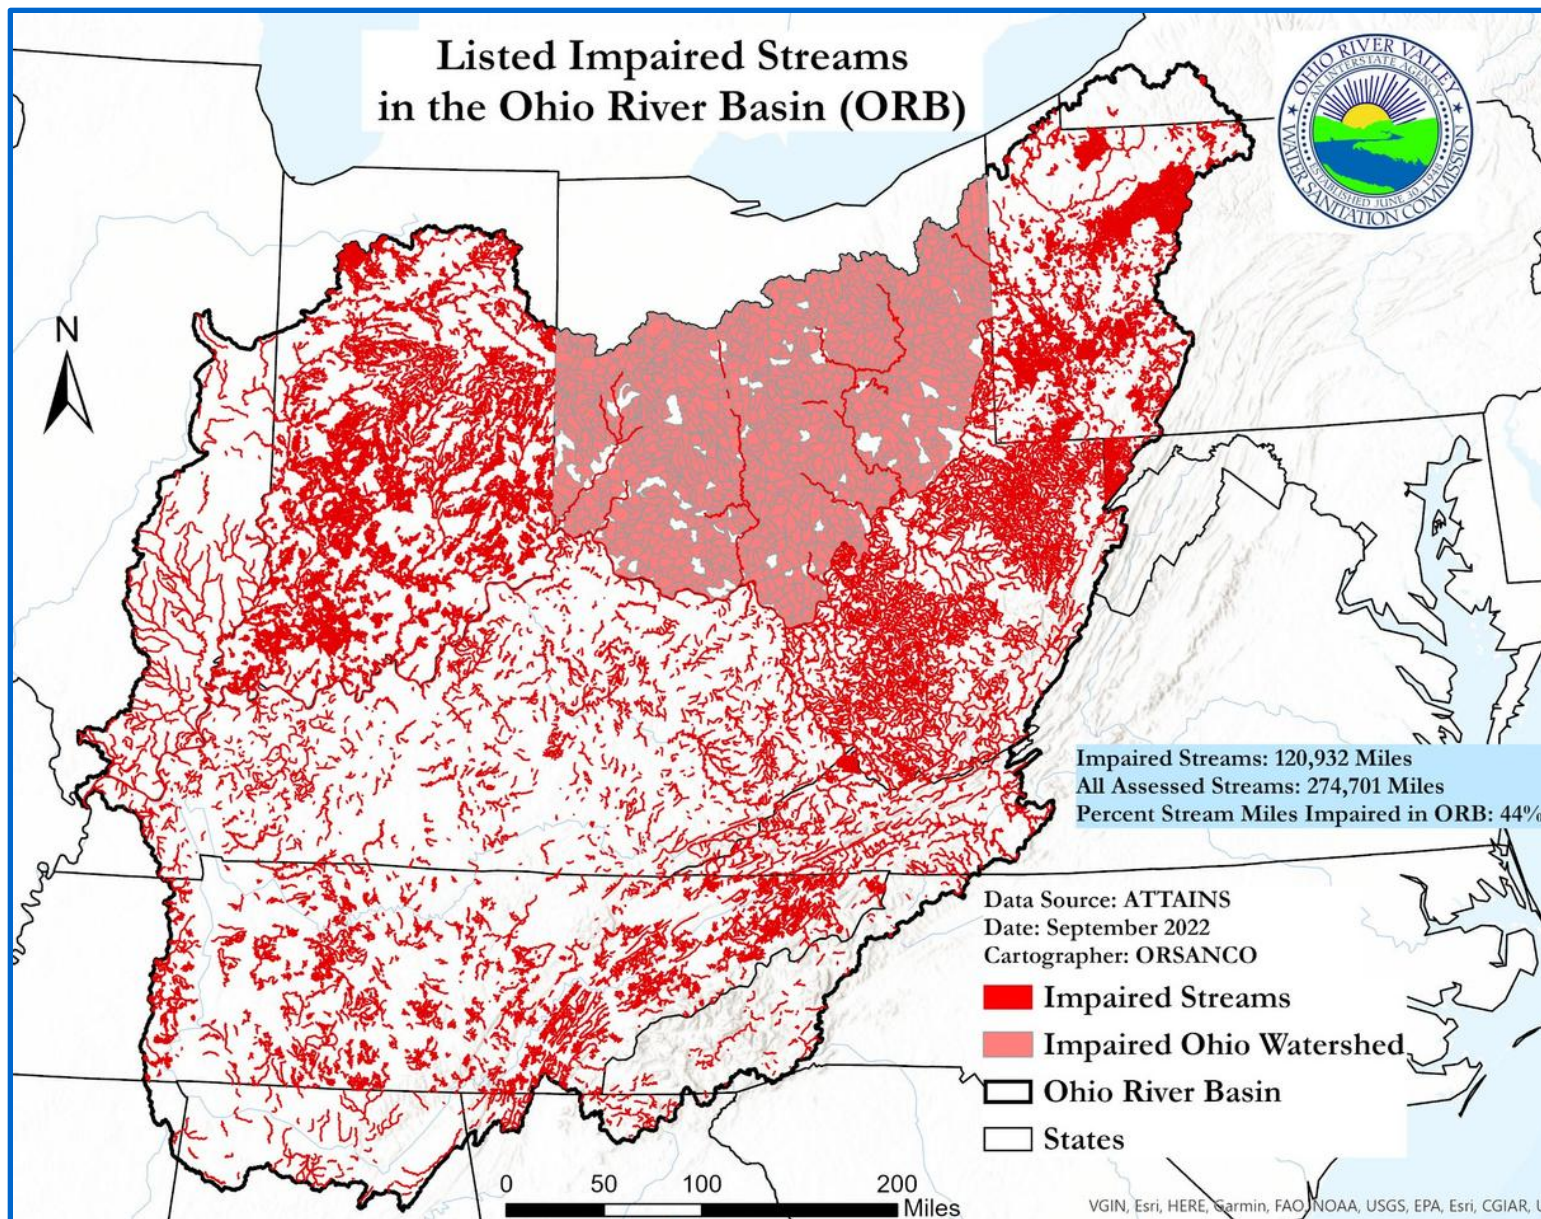 Listed Impaired Streams
in the Ohio River Basin (ORB)
OHIO RIVER VALLEY
AN INTERSTATE AGENCY
ESTABLISHED JUNE 30, 1948
WATER SANITATION COMMISSION
N
Impaired Streams: 120,932 Miles
All Assessed Streams: 274,701 Miles
Percent Stream Miles Impaired in ORB: 44%
Data Source: ATTAINS
Date: September 2022
Cartographer: ORSANCO
Impaired Streams
Impaired Ohio Watershed
Ohio River Basin
States
0 50 100 200
Miles
VGIN, Esri, HERE, Garmin, FAO, NOAA, USGS, EPA, Esri, CGIAR, U